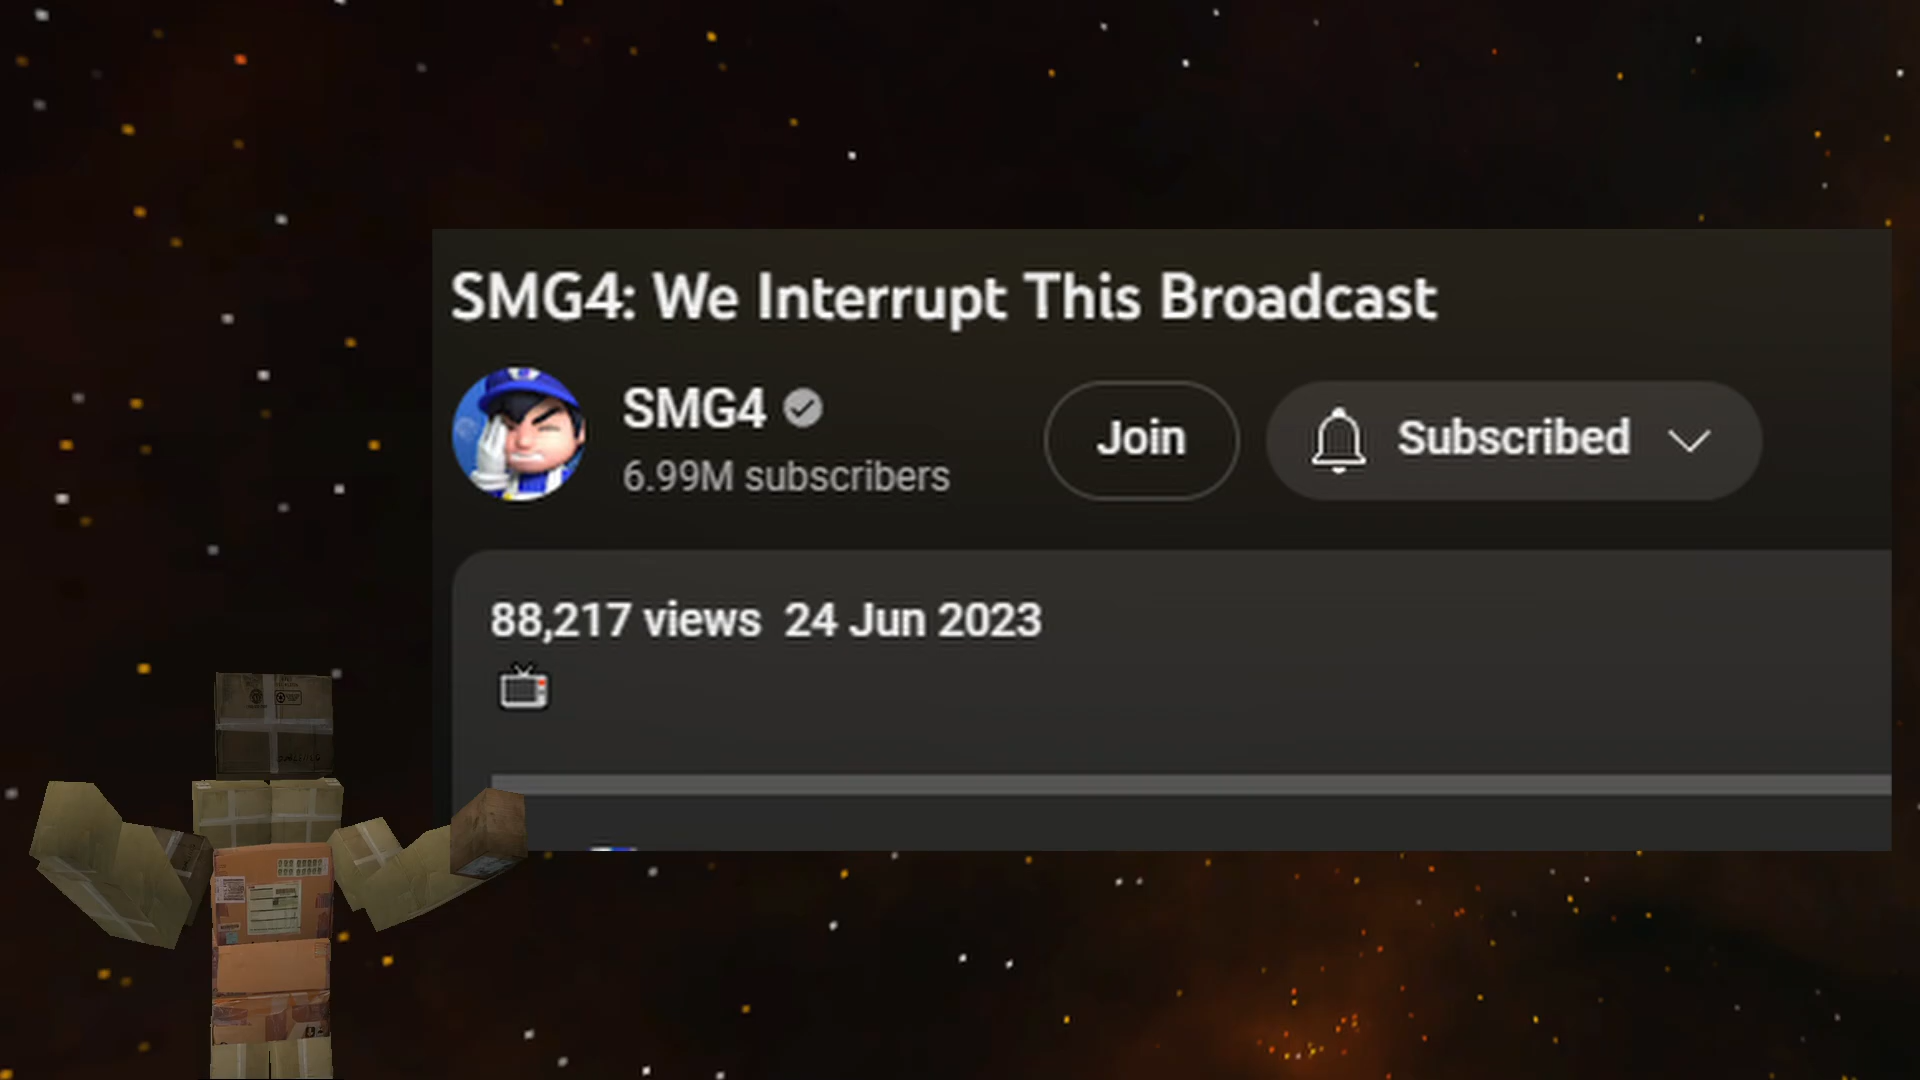 SMG4: We Interrupt This Broadcast
SMG4
6.99M subscribers
Join
Subscribed
88,217 views 24 Jun 2023